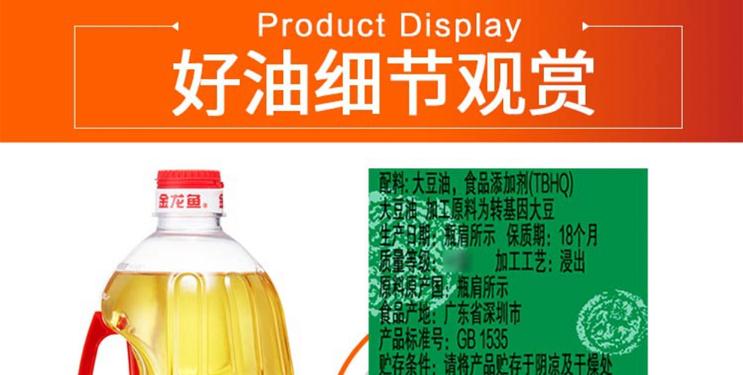 Product Display
好油细节观赏
金龙鱼
配料: 大豆油，食品添加剂(TBHQ)
大豆油 加工原料为转基因大豆
生产日期：瓶肩所示 保质期：18个月
质量等级： 加工工艺：浸出
原料原产国：瓶肩所示
食品产地：广东省深圳市
产品标准号：GB 1535
贮存条件：请将产品贮存于阴凉及干燥处